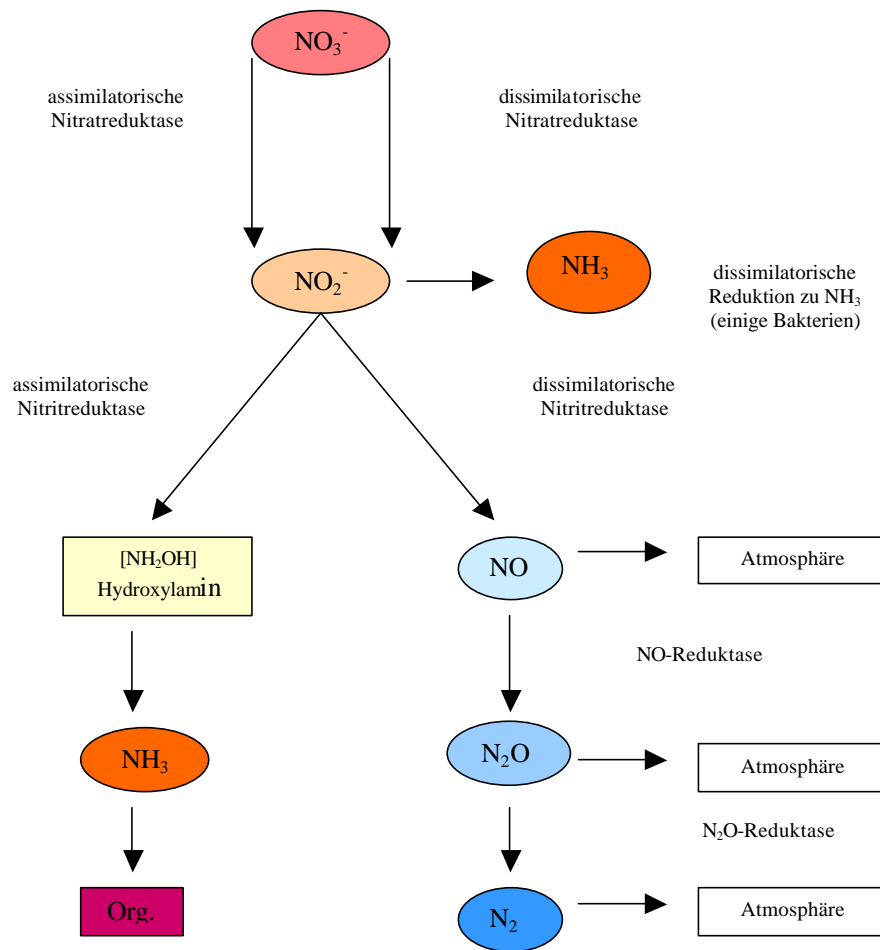 NO₃⁻
assimilatorische
Nitratreduktase
dissimilatorische
Nitratreduktase
NO₂⁻
NH₃
dissimilatorische
Reduktion zu NH₃
(einige Bakterien)
assimilatorische
Nitritreduktase
dissimilatorische
Nitritreduktase
[NH₂OH]
Hydroxylamin
NO
Atmosphäre
NO-Reduktase
NH₃
N₂O
Atmosphäre
N₂O-Reduktase
Org.
N₂
Atmosphäre